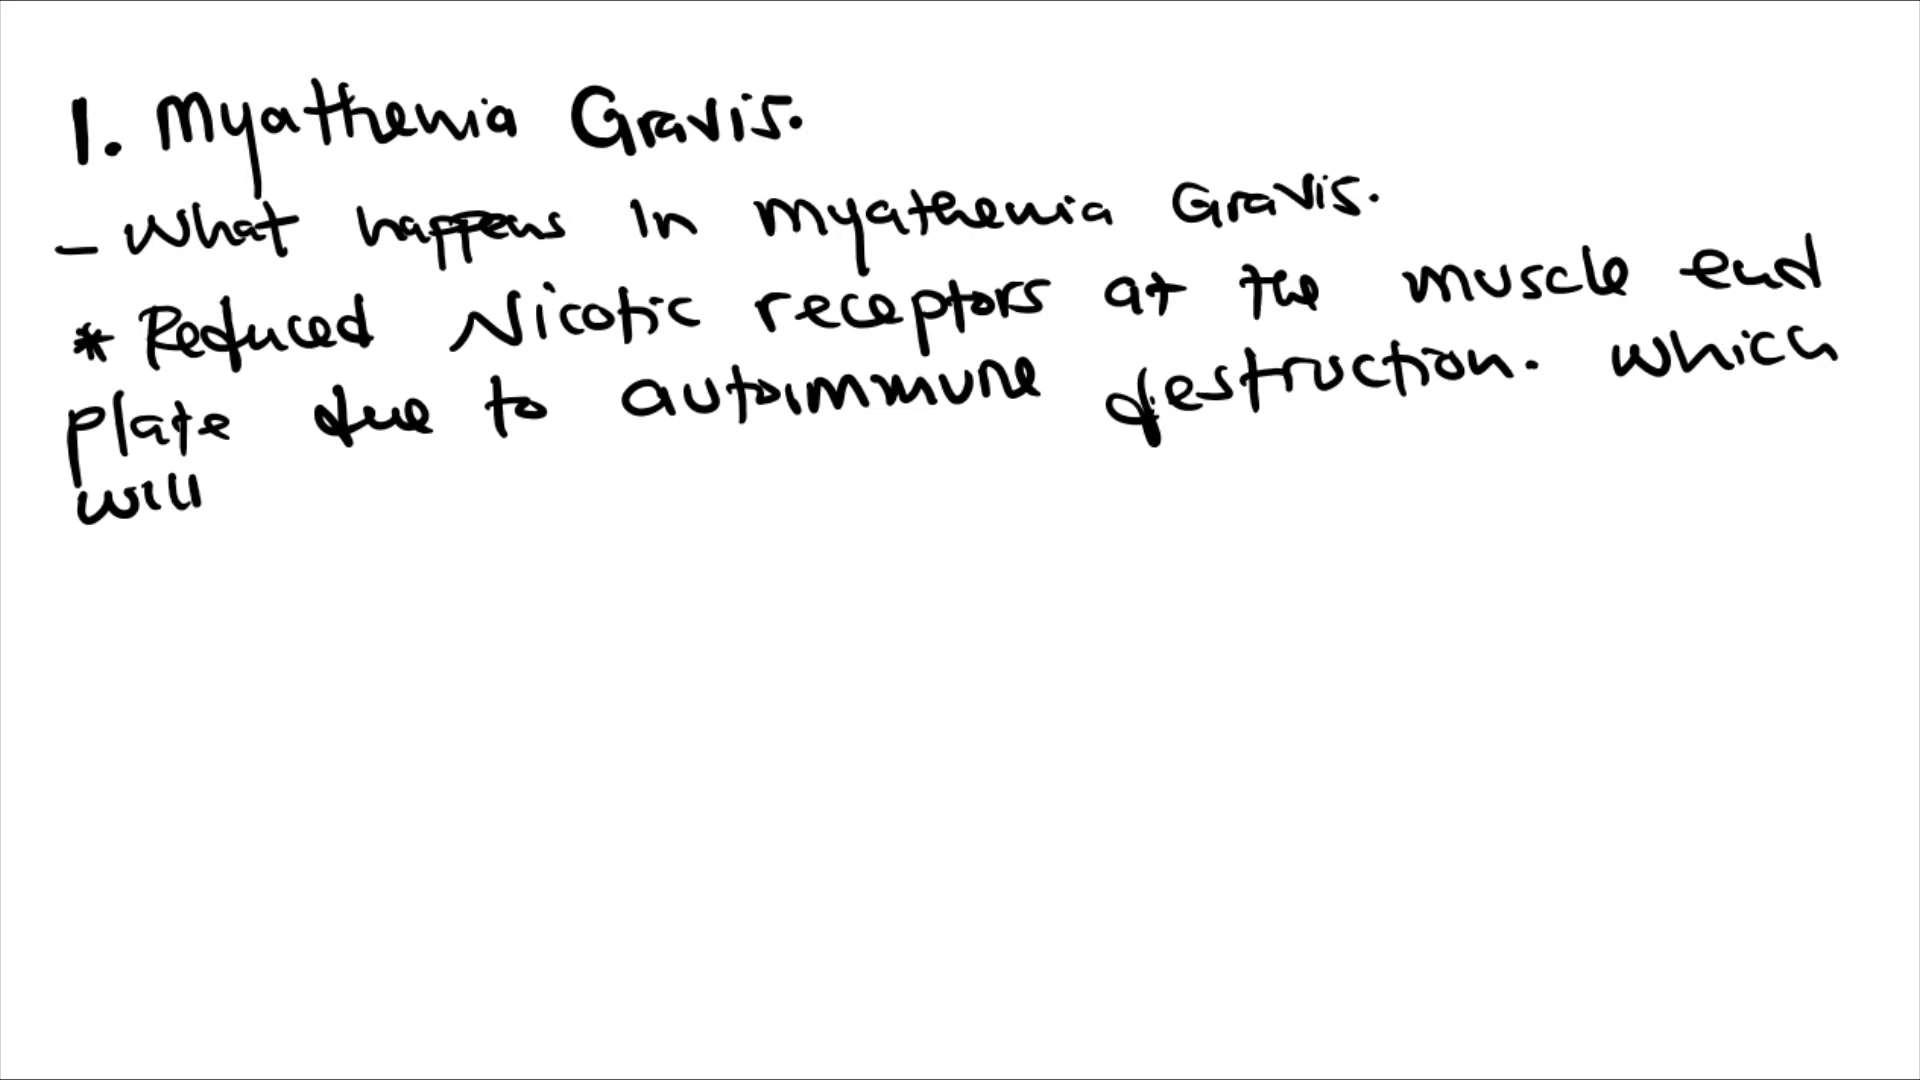 1. Myathenia Gravis.
- What happens in myathenia Gravis.
* Reduced Nicotic receptors at the muscle end
plate due to autoimmune destruction. which
will